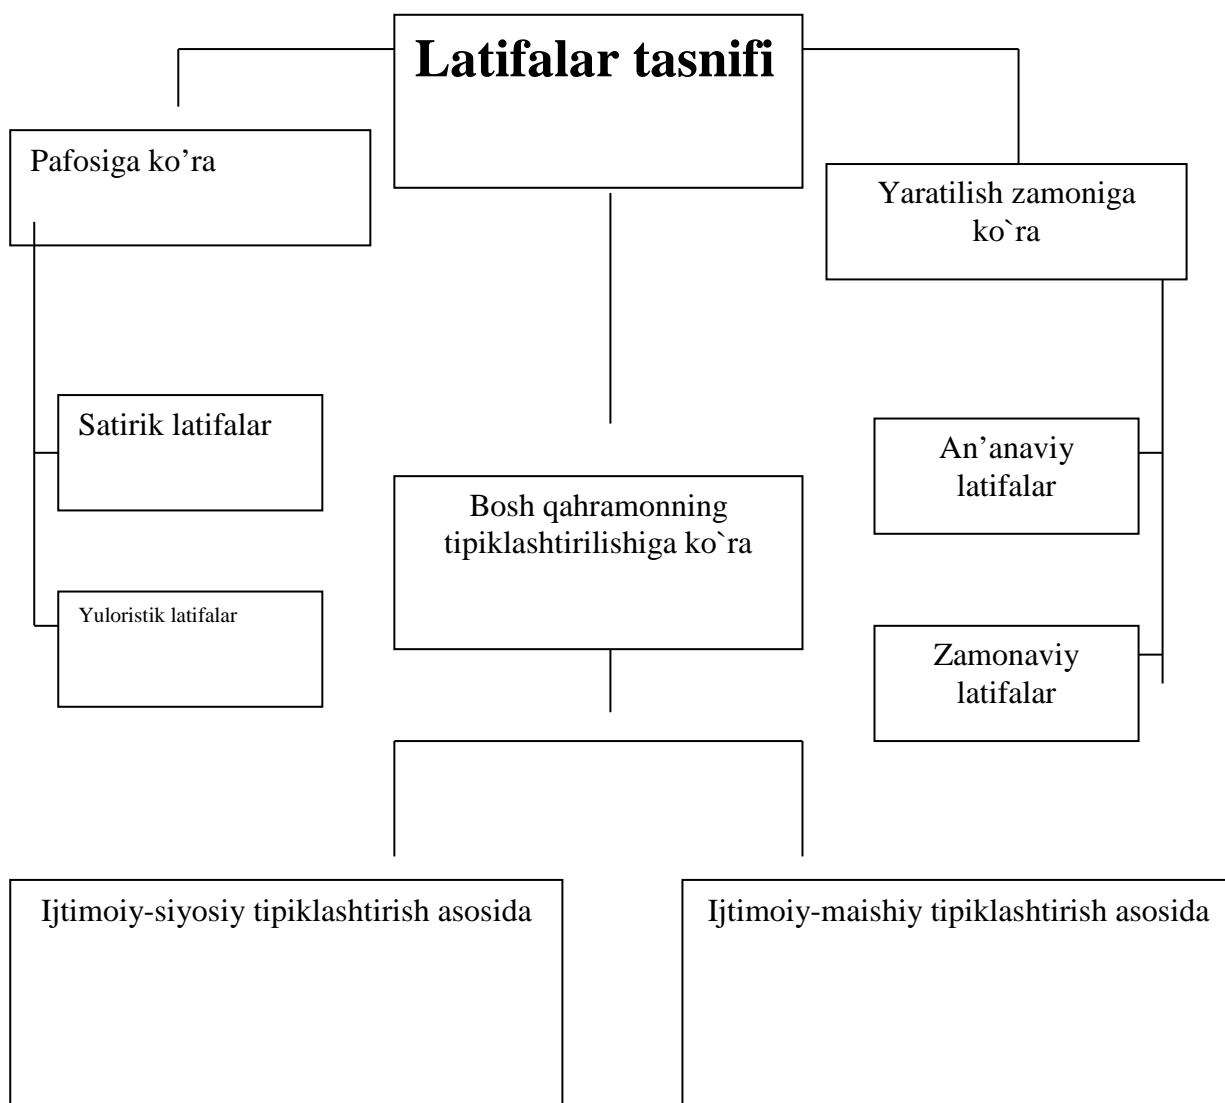 Latifalar tasnifi
Pafosiga ko’ra
Yaratilish zamoniga
ko`ra
Satirik latifalar
An’anaviy
latifalar
Bosh qahramonning
tipiklashtirilishiga ko`ra
Yuloristik latifalar
Zamonaviy
latifalar
Ijtimoiy-siyosiy tipiklashtirish asosida
Ijtimoiy-maishiy tipiklashtirish asosida